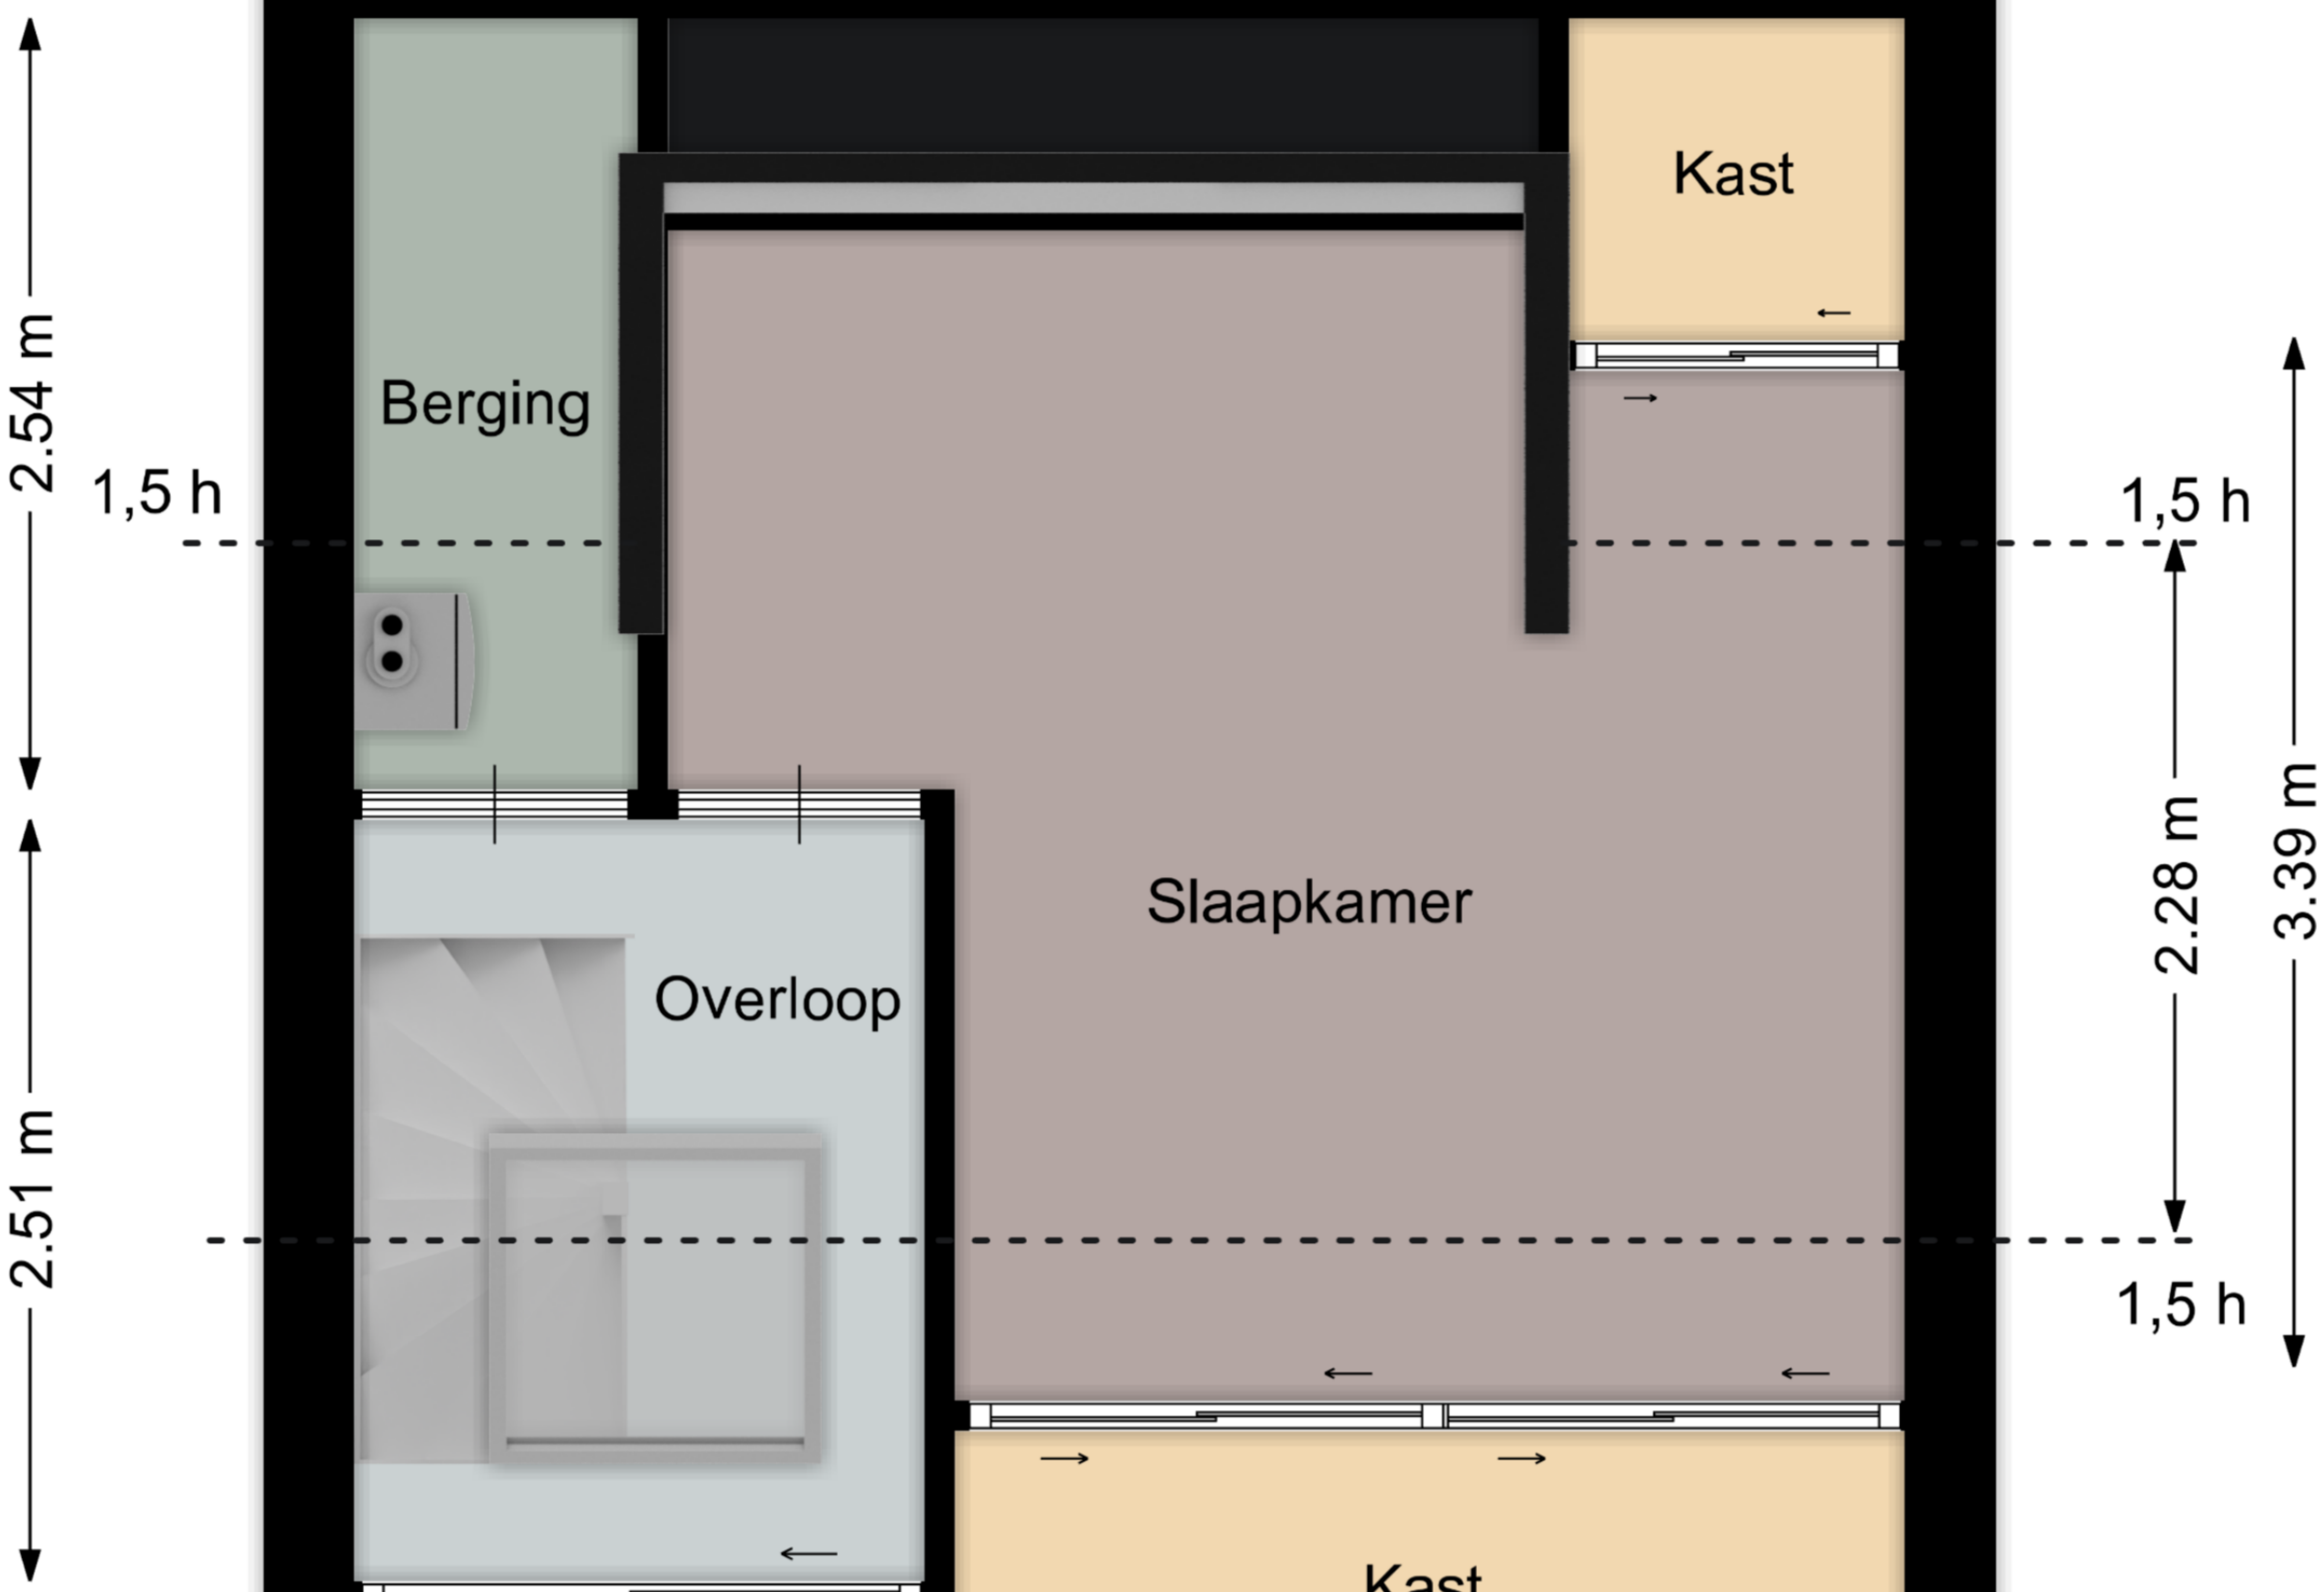 Kast
2.54 m
Berging
1,5 h
1,5 h
Slaapkamer
2.28 m
3.39 m
Overloop
2.51 m
1,5 h
Kast